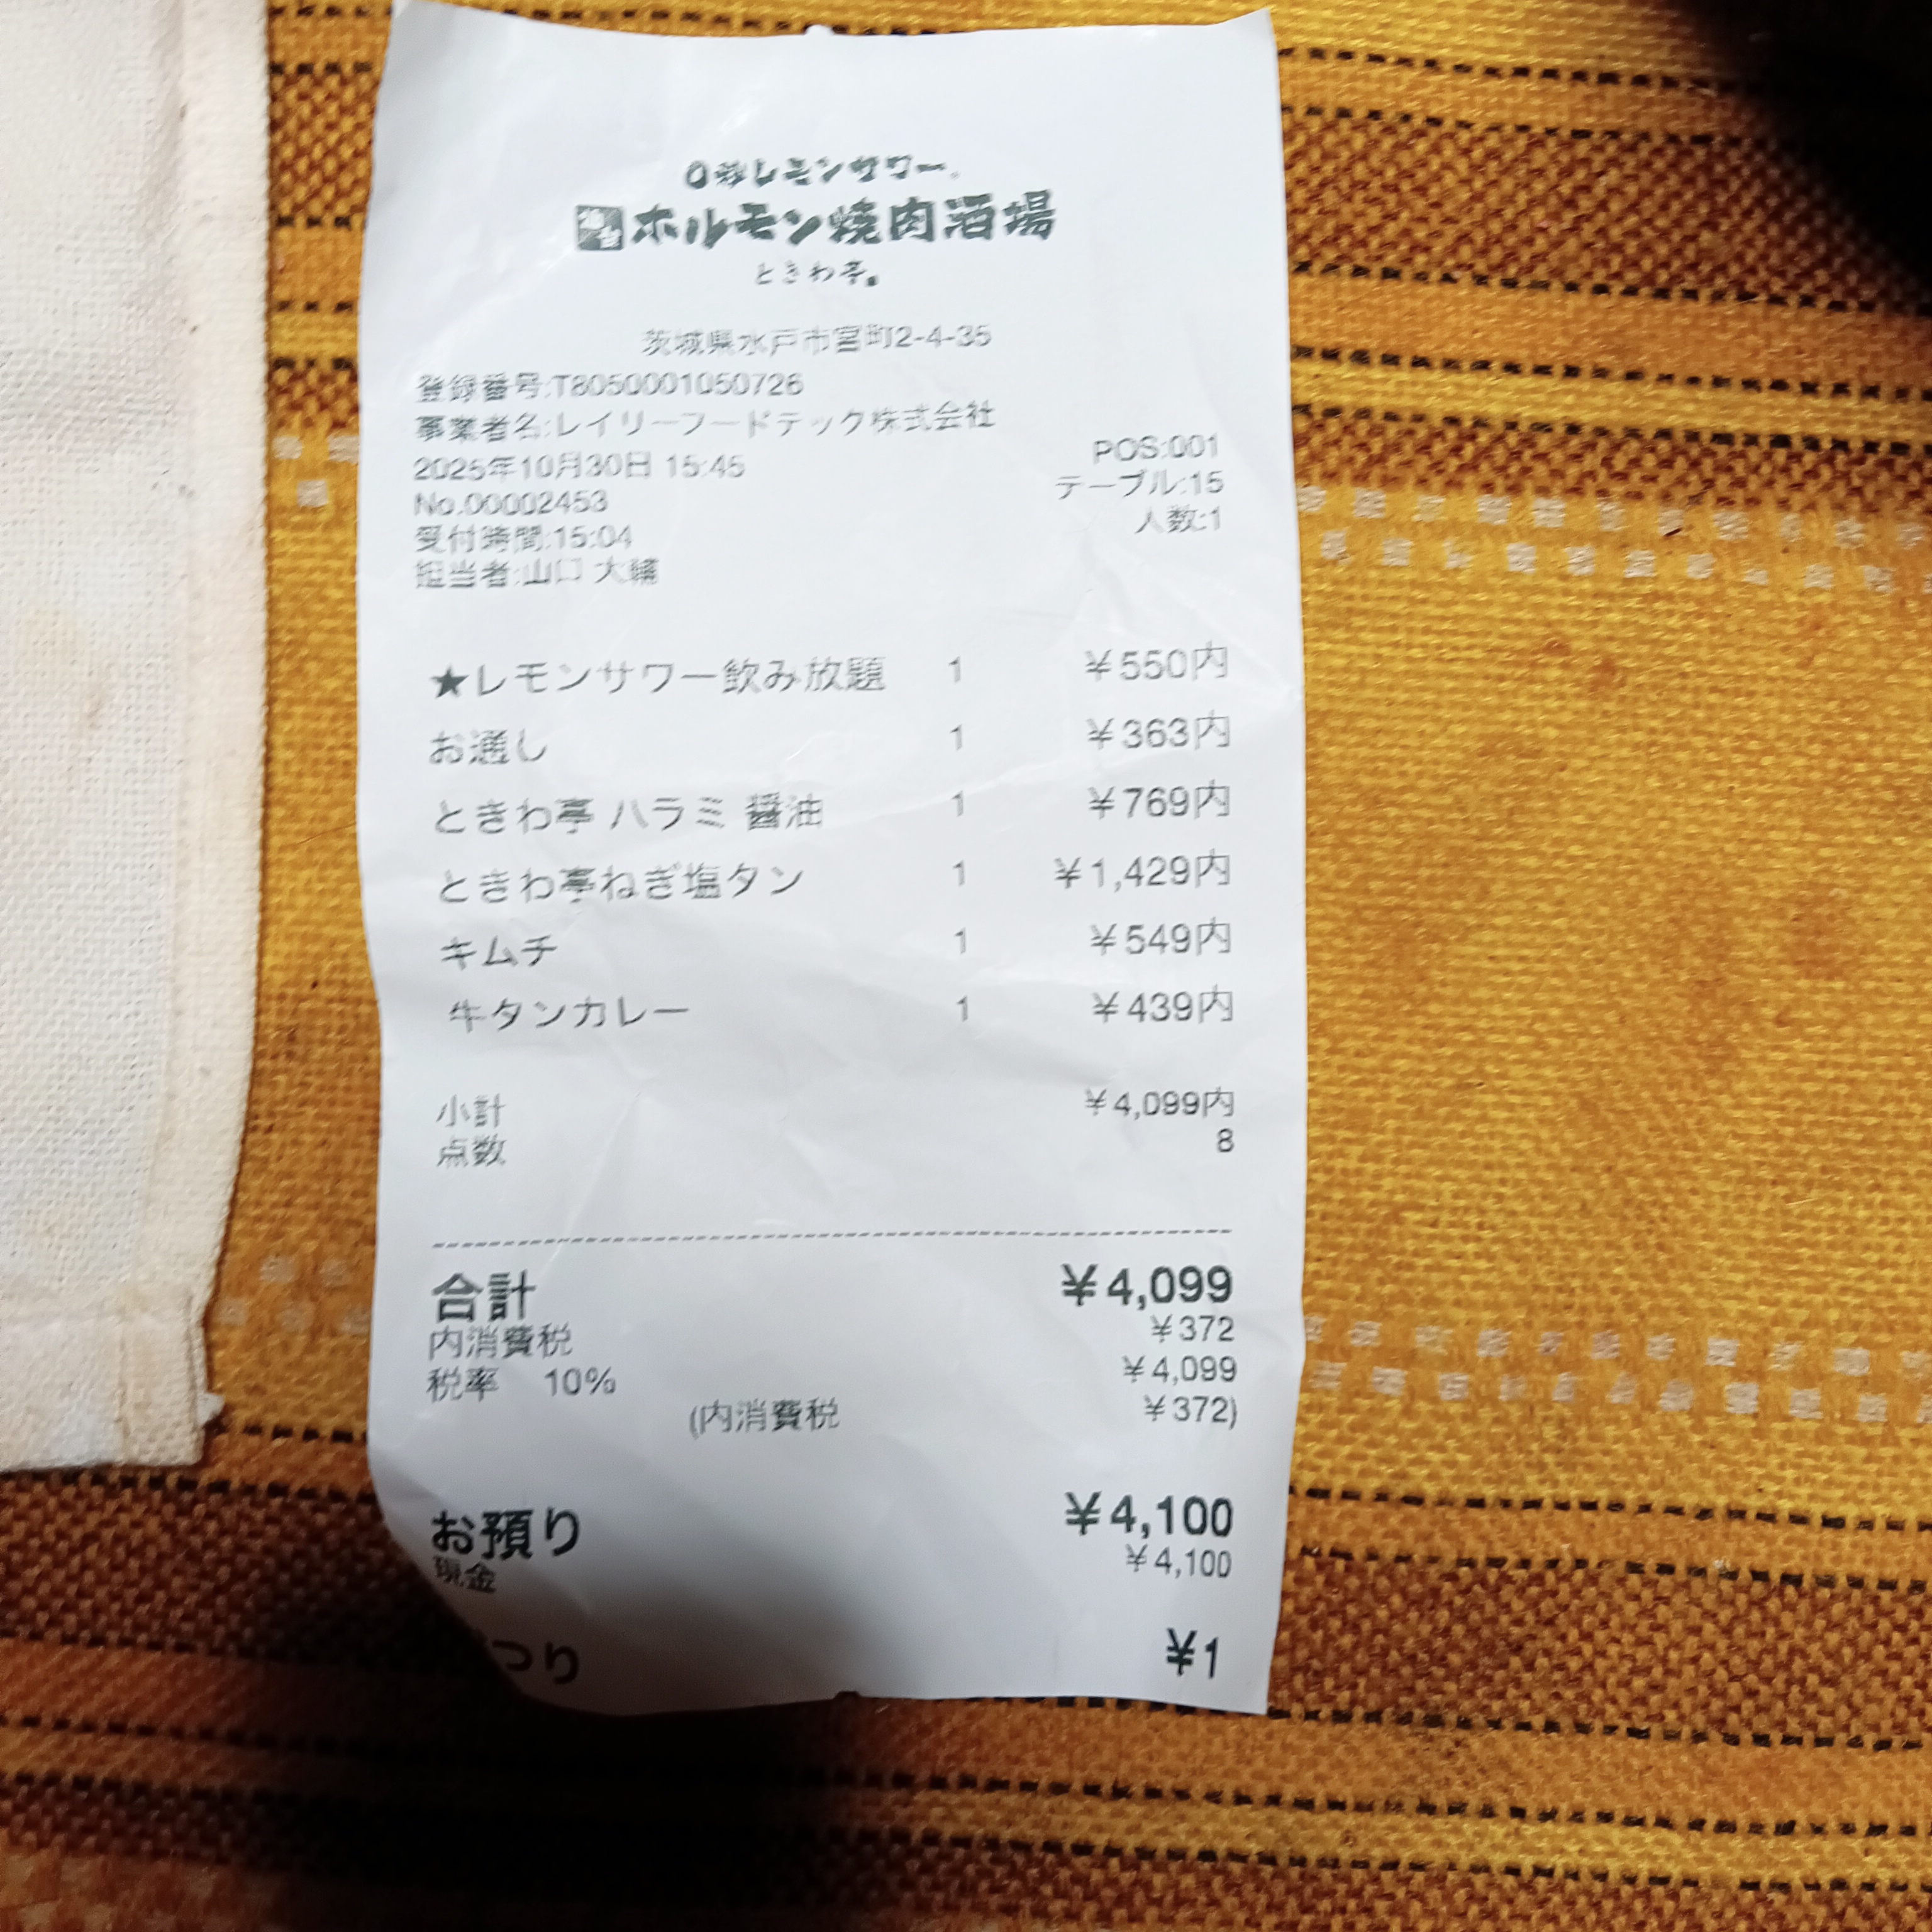 0秒レモンサワー。
ホルモン焼肉酒場
ときわ亭。
茨城県水戸市宮町2-4-35
登録番号:T8050001050726
事業者名:レイリーフードテック株式会社
2025年10月30日 15:45 POS:001
No.00002453 テーブル:15
受付時間:15:04 人数:1
担当者:山口 大輔
★レモンサワー飲み放題 1 ¥550内
お通し 1 ¥363内
ときわ亭 ハラミ 醤油 1 ¥769内
ときわ亭ねぎ塩タン 1 ¥1,429内
キムチ 1 ¥549内
牛タンカレー 1 ¥439内
小計 ¥4,099内
点数 8
合計 ¥4,099
内消費税 ¥372
税率 10% ¥4,099
(内消費税 ¥372)
お預り ¥4,100
現金 ¥4,100
つり ¥1